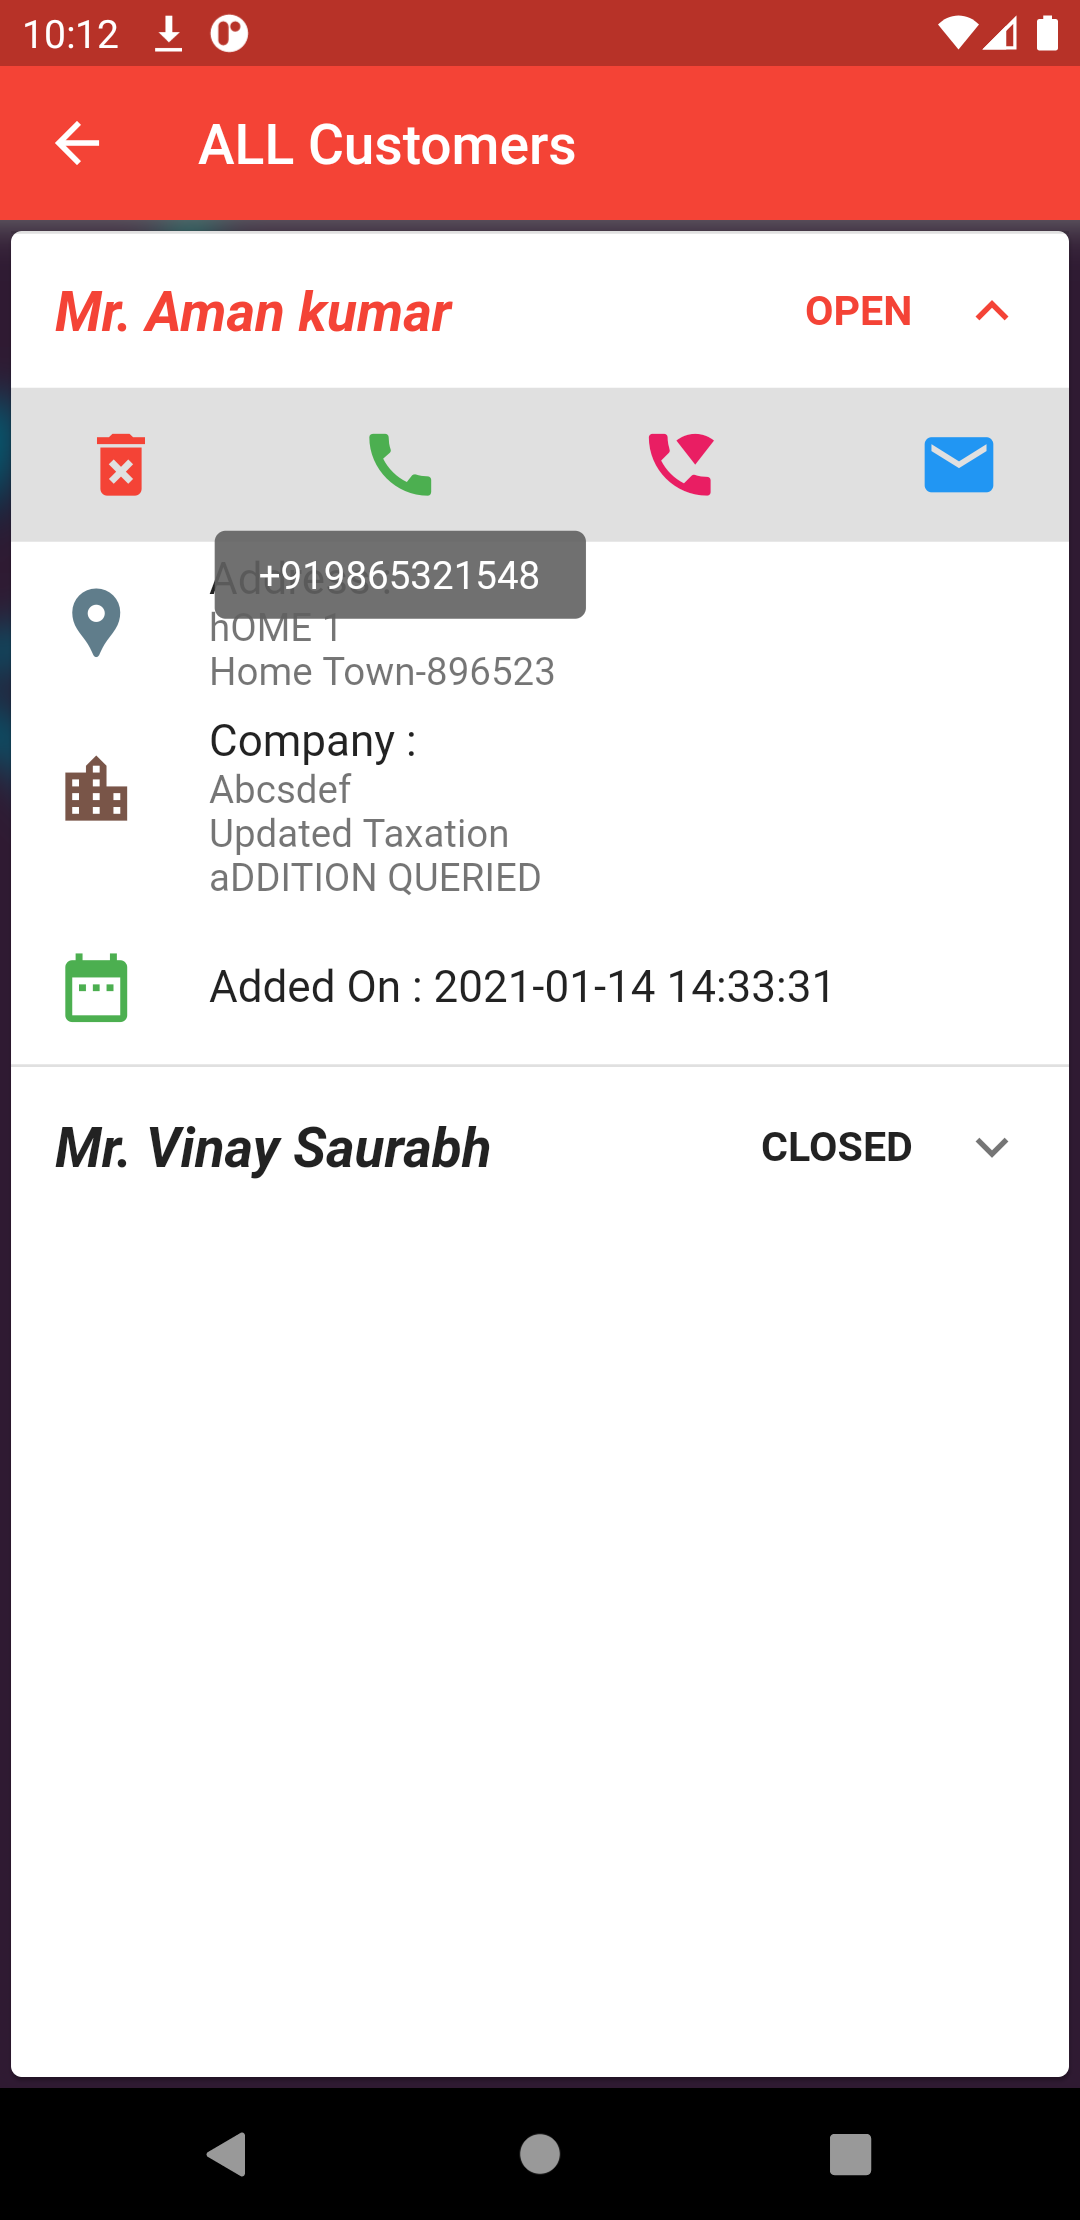 10:12
ALL Customers
Mr. Aman kumar OPEN
+919865321548
Address :
hOME 1
Home Town-896523
Company :
Abcsdef
Updated Taxation
aDDITION QUERIED
Added On : 2021-01-14 14:33:31
Mr. Vinay Saurabh CLOSED